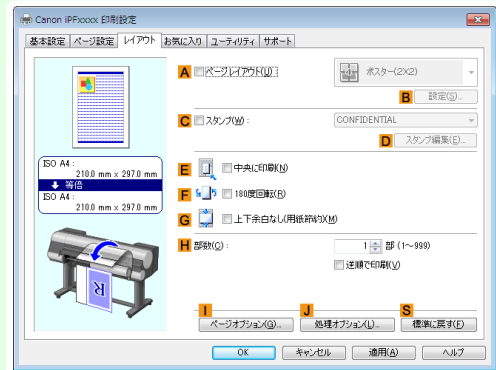 Canon iPFxxxx 印刷設定
基本設定 ページ設定 レイアウト お気に入り ユーティリティ サポート
A ページレイアウト(U) : ポスター(2X2)
B 設定(S)...
C スタンプ(W) : CONFIDENTIAL
D スタンプ編集(E)...
ISO A4 :
210.0 mm x 297.0 mm
等倍
ISO A4 :
210.0 mm x 297.0 mm
E 中央に印刷(N)
F 180度回転(R)
G 上下余白なし(用紙節約)(M)
H 部数(C) : 1 部 (1～999)
逆順で印刷(V)
R
I J S
ページオプション(G)... 処理オプション(L)... 標準に戻す(F)
OK キャンセル 適用(A) ヘルプ